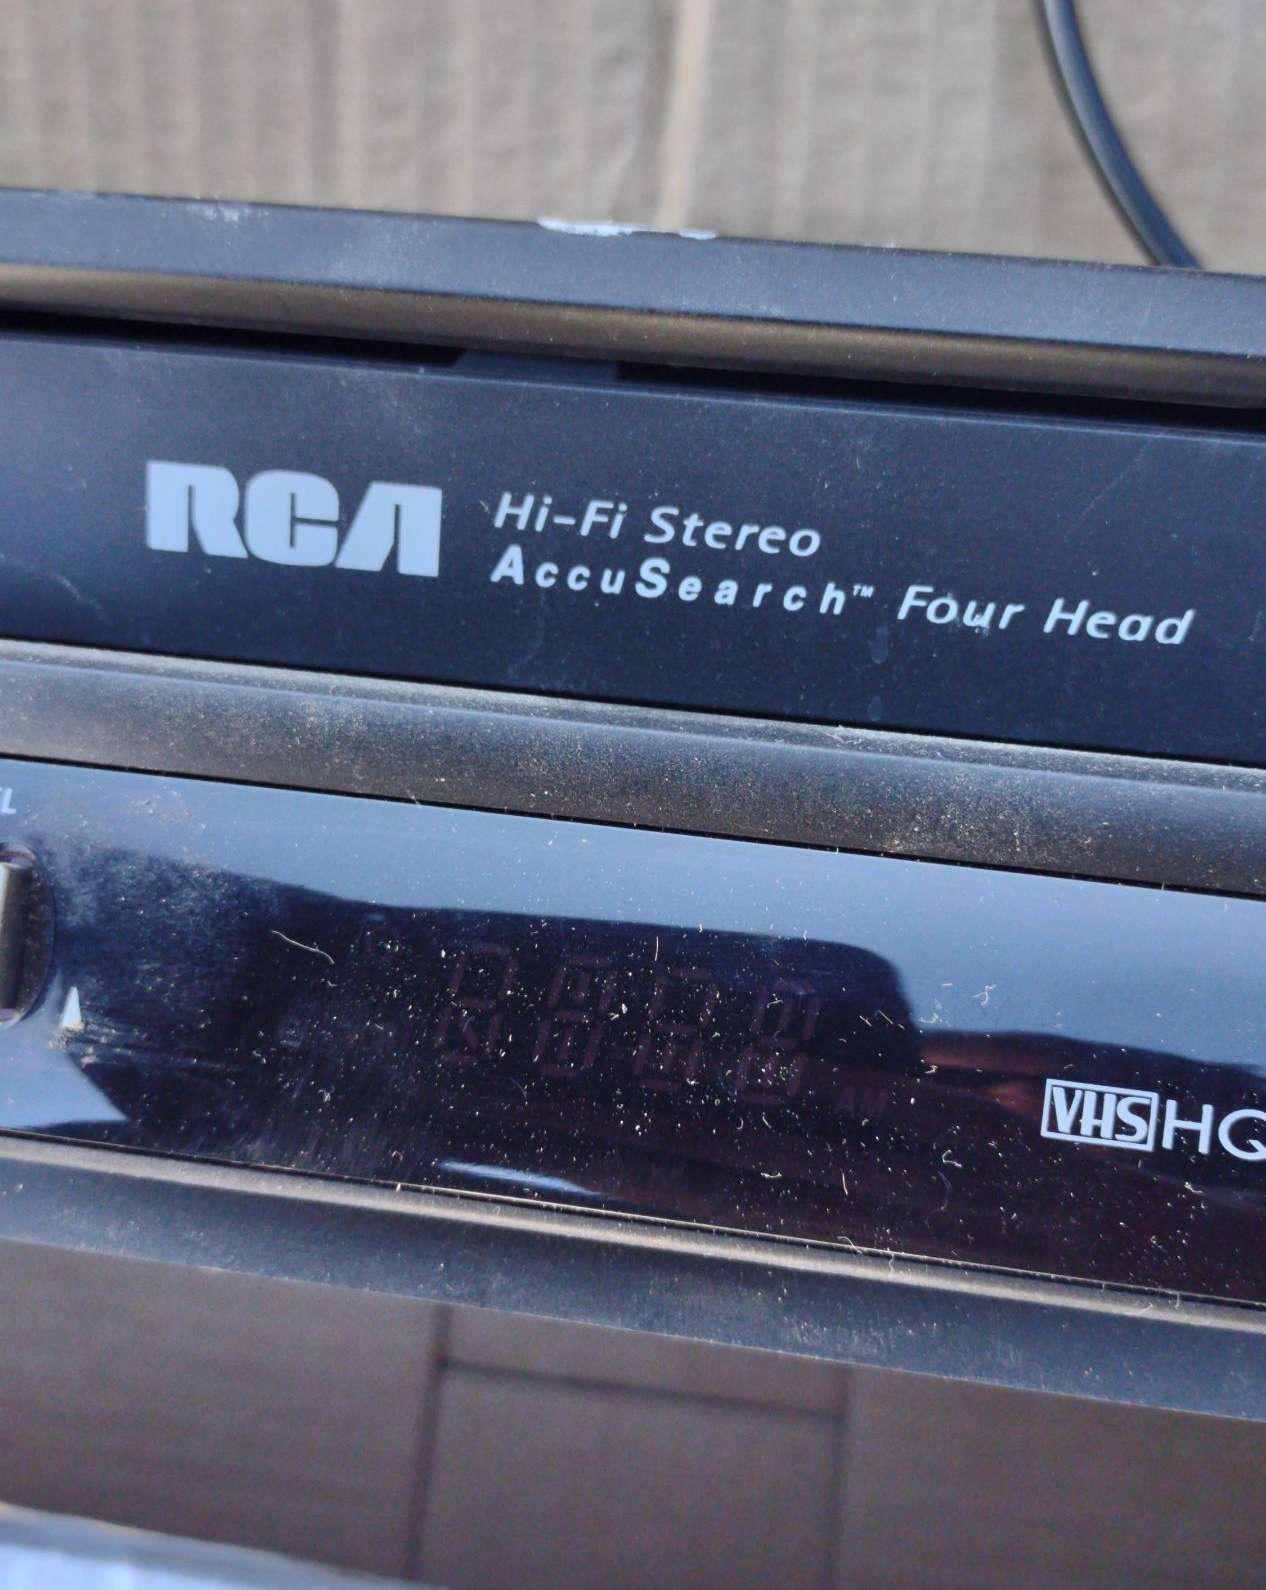 RCA
Hi-Fi Stereo
AccuSearch™ Four Head
VHS HQ